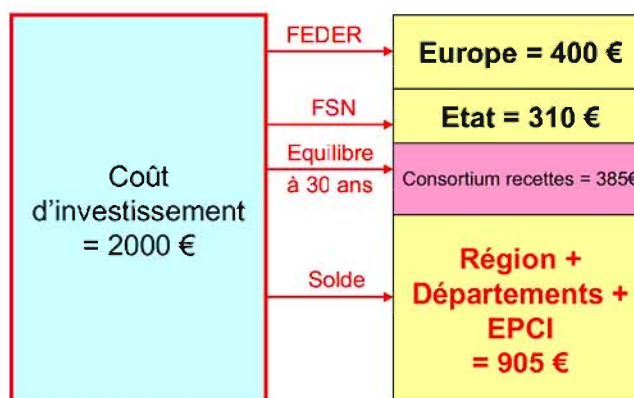 Coût
d'investissement
= 2000 €
FEDER
Europe = 400 €
FSN
Etat = 310 €
Equilibre
à 30 ans
Consortium recettes = 385€
Solde
Région +
Départements +
EPCI
= 905 €